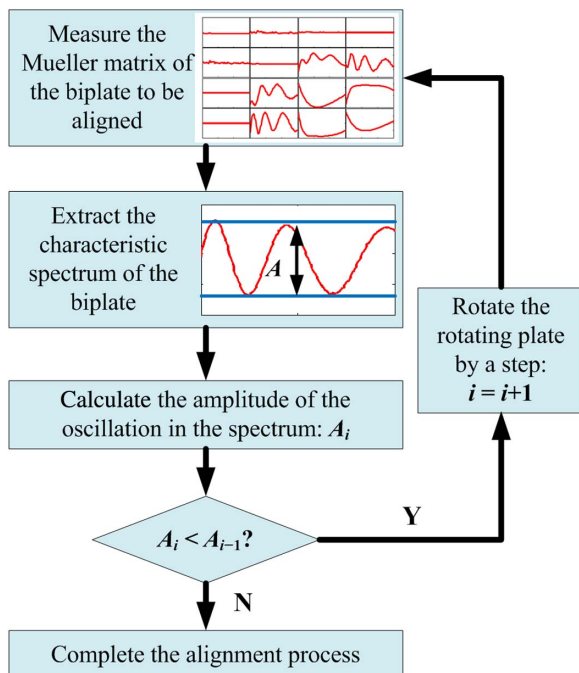 Measure the
Mueller matrix of
the biplate to be
aligned
Extract the
characteristic
spectrum of the
biplate
A
Calculate the amplitude of the
oscillation in the spectrum: Ai
Ai < Ai−1?
Y
Rotate the
rotating plate
by a step:
i = i+1
N
Complete the alignment process